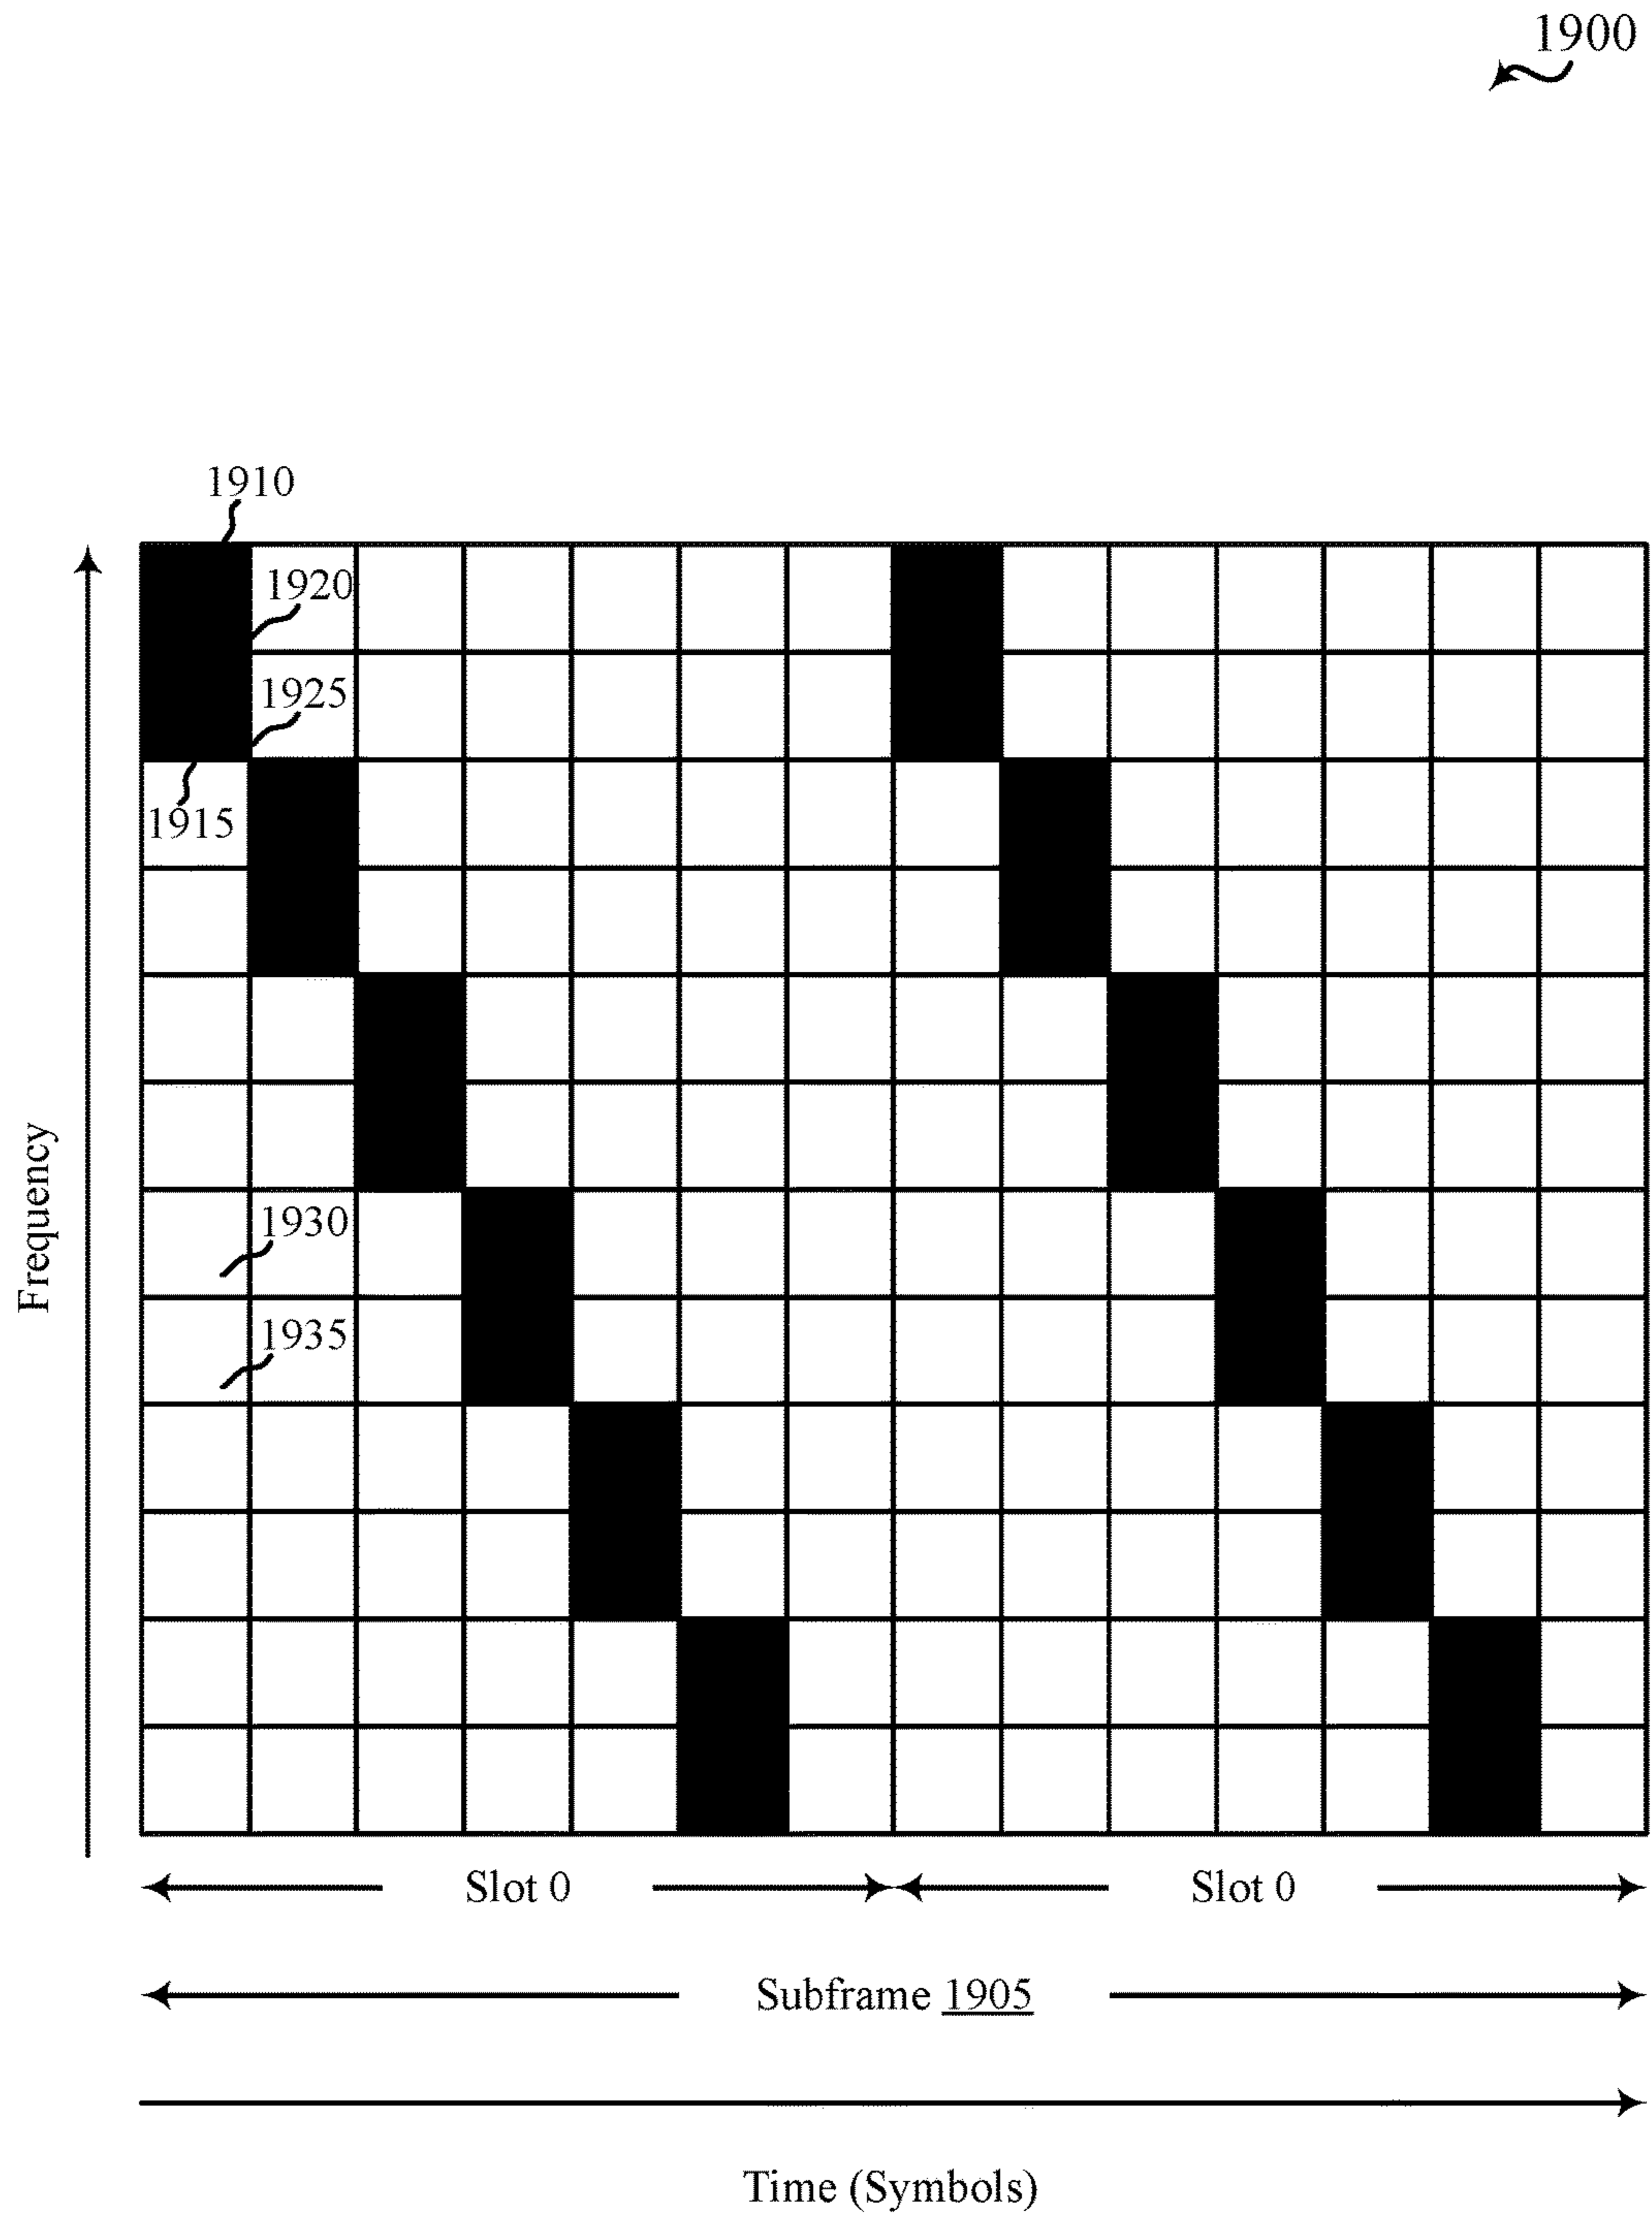 1900
1910
1920
1925
1915
1930
1935
Frequency
Slot 0 Slot 0
Subframe 1905
Time (Symbols)